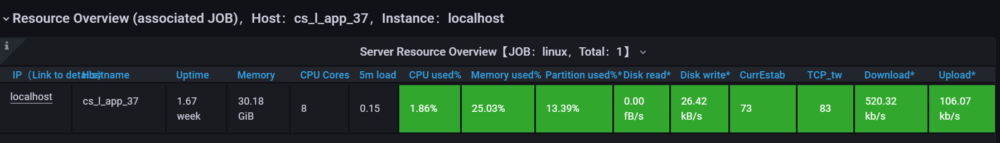 Resource Overview (associated JOB)，Host：cs_l_app_37，Instance：localhost
Server Resource Overview【JOB：linux，Total：1】
IP（Link to details） Hostname Uptime Memory CPU Cores 5m load CPU used% Memory used% Partition used%* Disk read* Disk write* CurrEstab TCP_tw Download* Upload*
localhost cs_l_app_37 1.67 week 30.18 GiB 8 0.15 1.86% 25.03% 13.39% 0.00 fB/s 26.42 kB/s 73 83 520.32 kb/s 106.07 kb/s